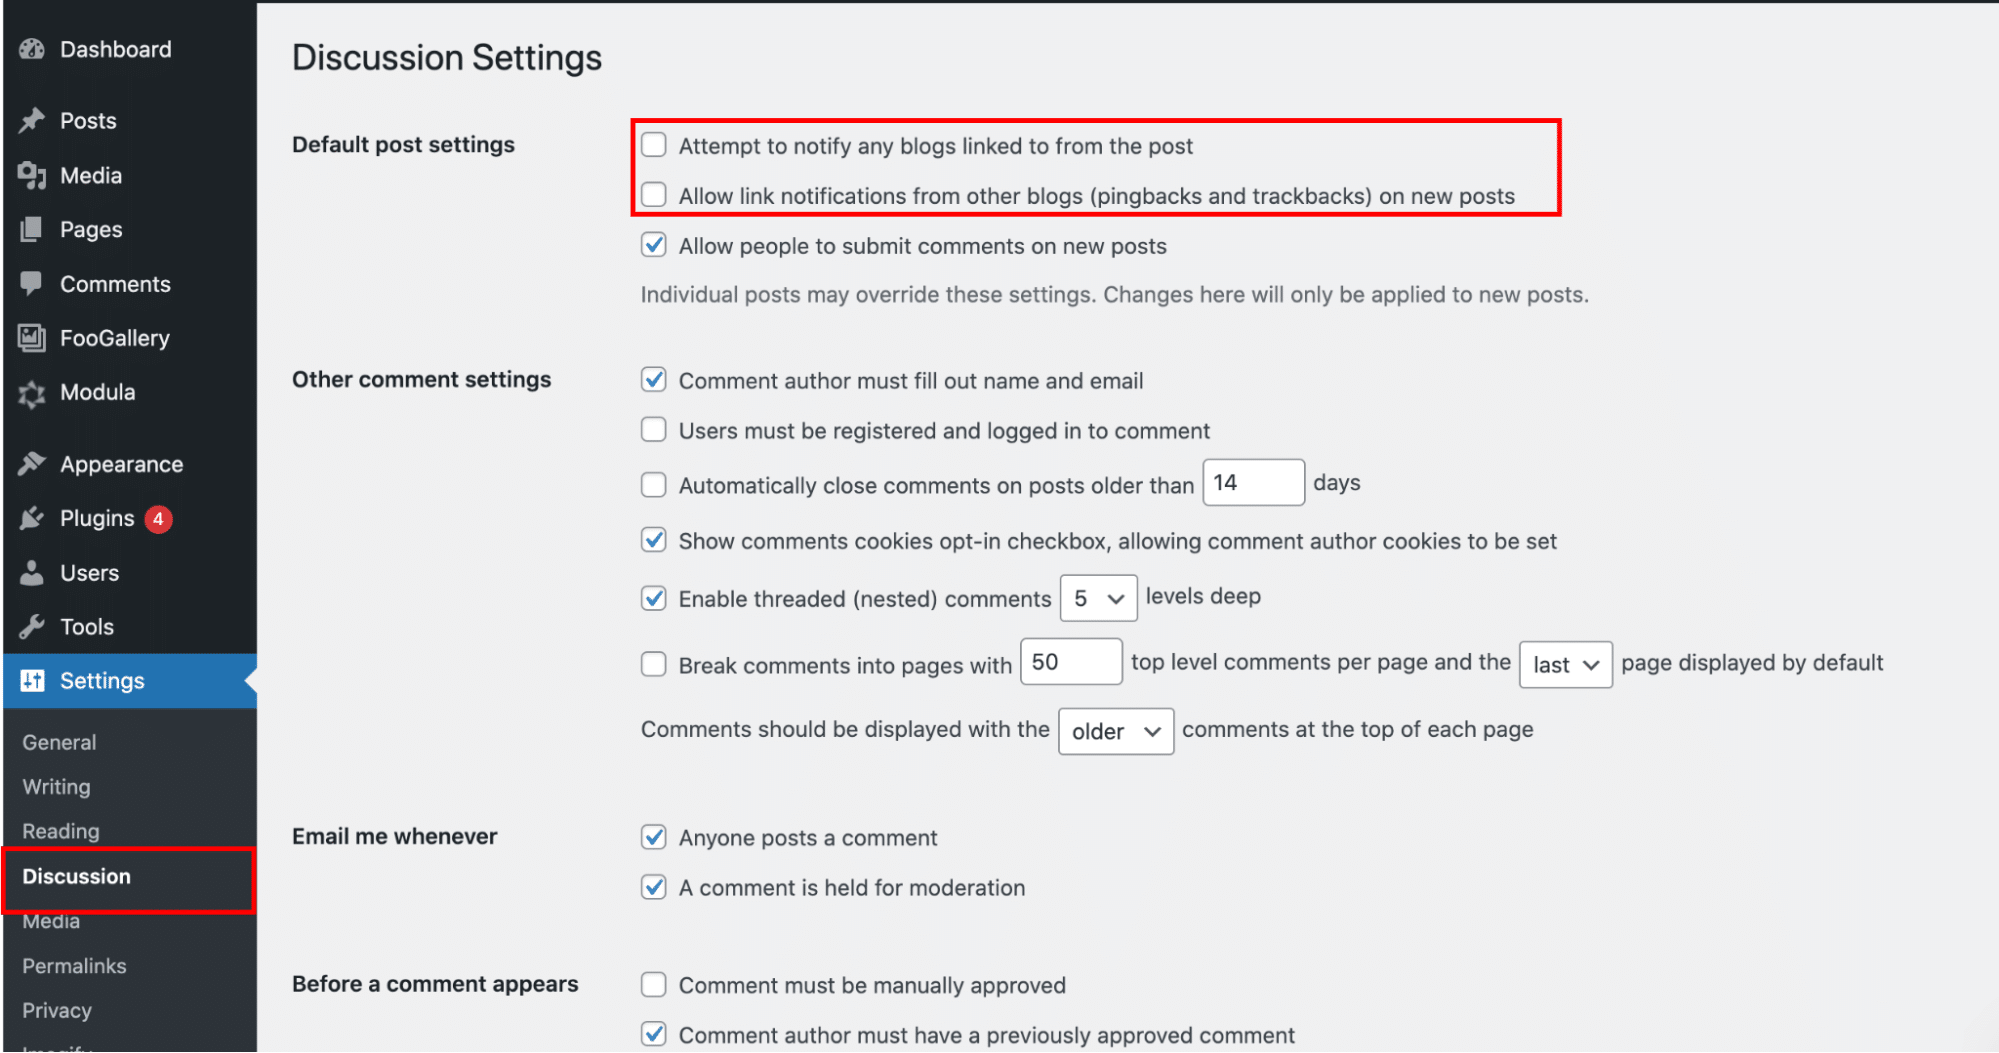 Dashboard
Posts
Media
Pages
Comments
FooGallery
Modula
Appearance
Plugins 4
Users
Tools
Settings
General
Writing
Reading
Discussion
Media
Permalinks
Privacy
Discussion Settings
Default post settings
Attempt to notify any blogs linked to from the post
Allow link notifications from other blogs (pingbacks and trackbacks) on new posts
Allow people to submit comments on new posts
Individual posts may override these settings. Changes here will only be applied to new posts.
Other comment settings
Comment author must fill out name and email
Users must be registered and logged in to comment
Automatically close comments on posts older than 14 days
Show comments cookies opt-in checkbox, allowing comment author cookies to be set
Enable threaded (nested) comments 5 levels deep
Break comments into pages with 50 top level comments per page and the last page displayed by default
Comments should be displayed with the older comments at the top of each page
Email me whenever
Anyone posts a comment
A comment is held for moderation
Before a comment appears
Comment must be manually approved
Comment author must have a previously approved comment